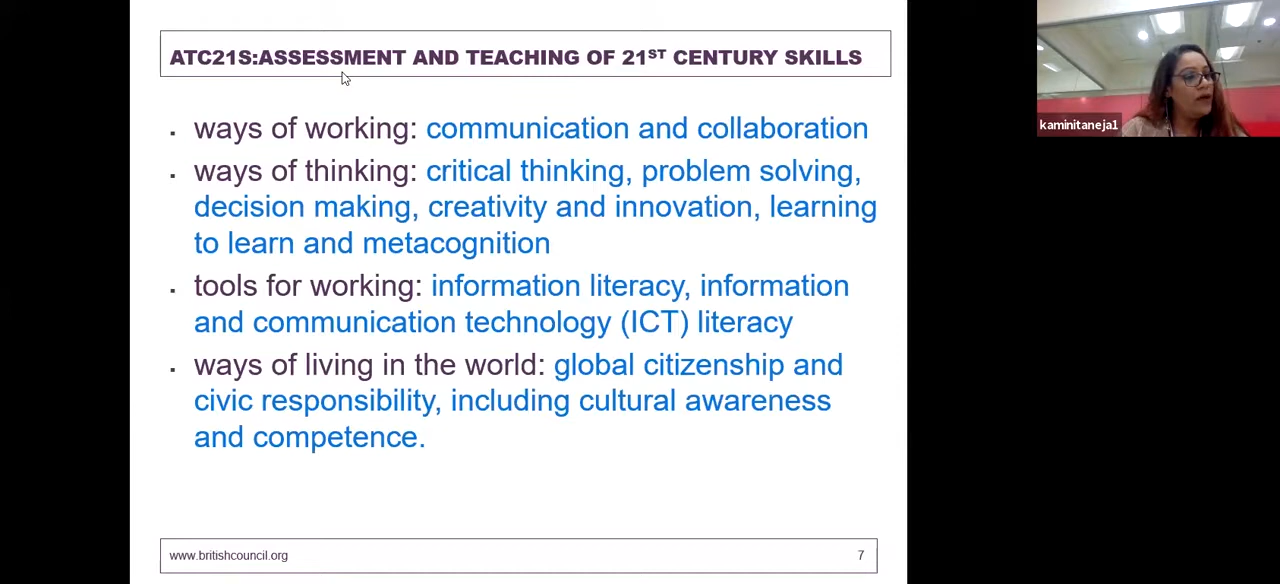 ATC21S:ASSESSMENT AND TEACHING OF 21ST CENTURY SKILLS
▪ ways of working: communication and collaboration
▪ ways of thinking: critical thinking, problem solving,
decision making, creativity and innovation, learning
to learn and metacognition
▪ tools for working: information literacy, information
and communication technology (ICT) literacy
▪ ways of living in the world: global citizenship and
civic responsibility, including cultural awareness
and competence.
www.britishcouncil.org 7
kaminitaneja1